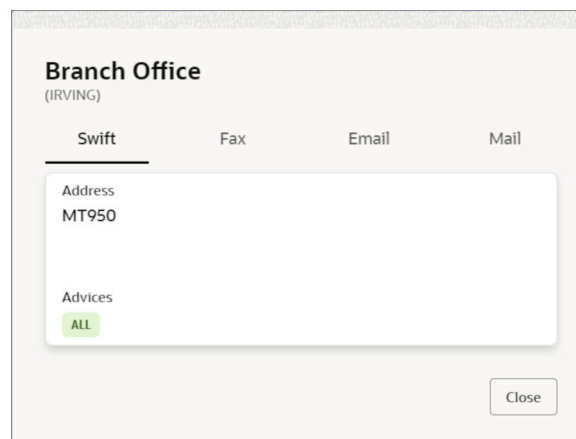 Branch Office
(IRVING)
Swift Fax Email Mail
Address
MT950
Advices
ALL
Close